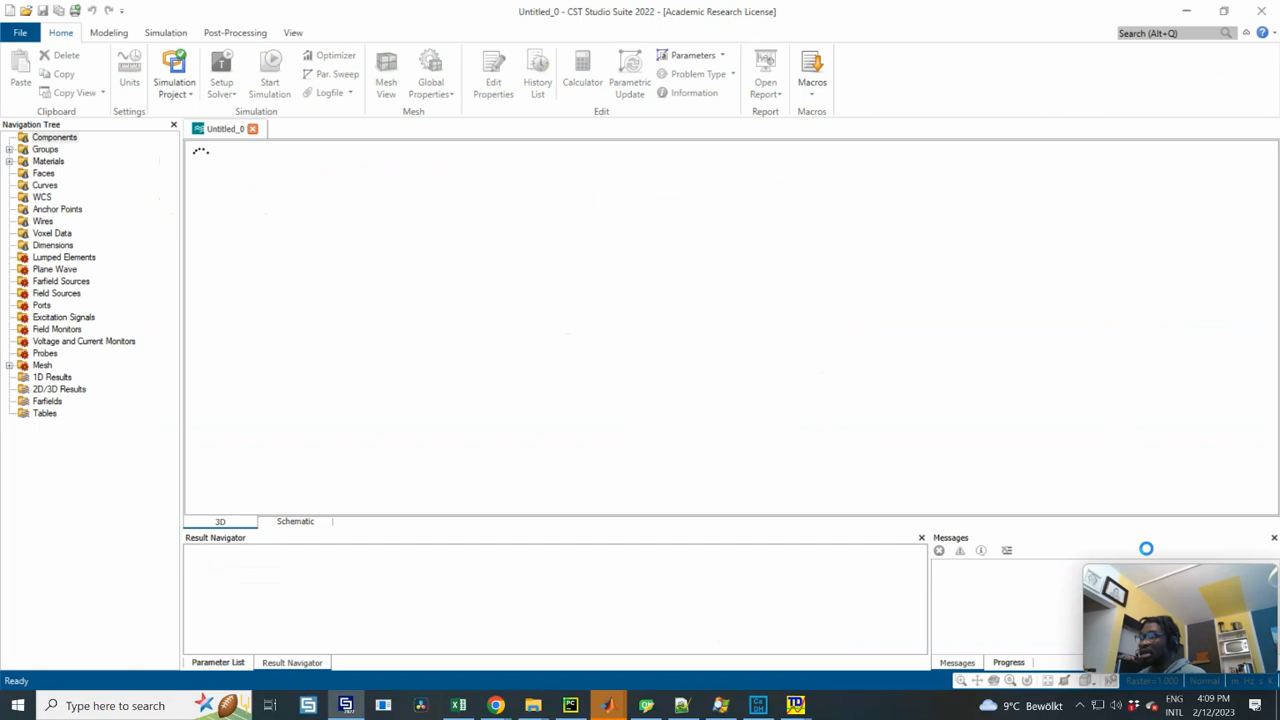 Untitled_0 - CST Studio Suite 2022 - [Academic Research License]
File Home Modeling Simulation Post-Processing View Search (Alt+Q)
Paste Delete Copy Copy View Units Simulation Project Setup Solver Start Simulation Optimizer Par. Sweep Logfile Mesh View Global Properties Edit Properties History List Calculator Parametric Update Parameters Problem Type Information Open Report Macros
Clipboard Settings Simulation Mesh Edit Report Macros
Navigation Tree
Untitled_0
Components
Groups
Materials
Faces
Curves
WCS
Anchor Points
Wires
Voxel Data
Dimensions
Lumped Elements
Plane Wave
Farfield Sources
Field Sources
Ports
Excitation Signals
Field Monitors
Voltage and Current Monitors
Probes
Mesh
1D Results
2D/3D Results
Farfields
Tables
3D Schematic
Result Navigator Messages
Parameter List Result Navigator Messages Progress
Ready Raster=1.000 Normal m Hz s K
Type here to search
9°C Bewölkt
ENG
INTL
4:09 PM
2/12/2023